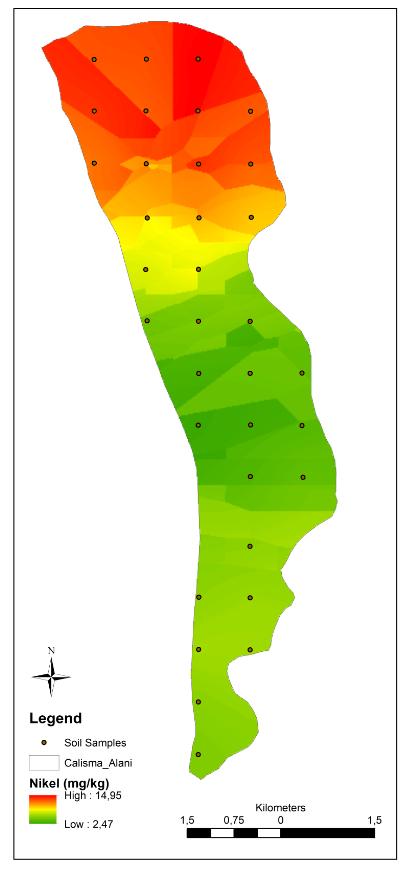 N
Legend
Soil Samples
Calisma_Alani
Nikel (mg/kg)
High : 14,95
Low : 2,47
Kilometers
1,5 0,75 0 1,5